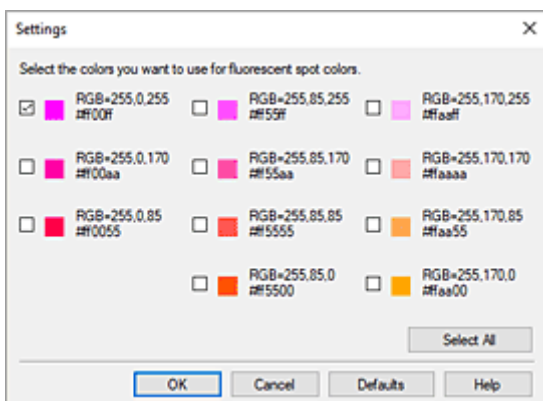 Settings
Select the colors you want to use for fluorescent spot colors.
RGB=255,0,255
#ff00ff
RGB=255,85,255
#ff55ff
RGB=255,170,255
#ffaaff
RGB=255,0,170
#ff00aa
RGB=255,85,170
#ff55aa
RGB=255,170,170
#ffaaaa
RGB=255,0,85
#ff0055
RGB=255,85,85
#ff5555
RGB=255,170,85
#ffaa55
RGB=255,85,0
#ff5500
RGB=255,170,0
#ffaa00
Select All
OK
Cancel
Defaults
Help